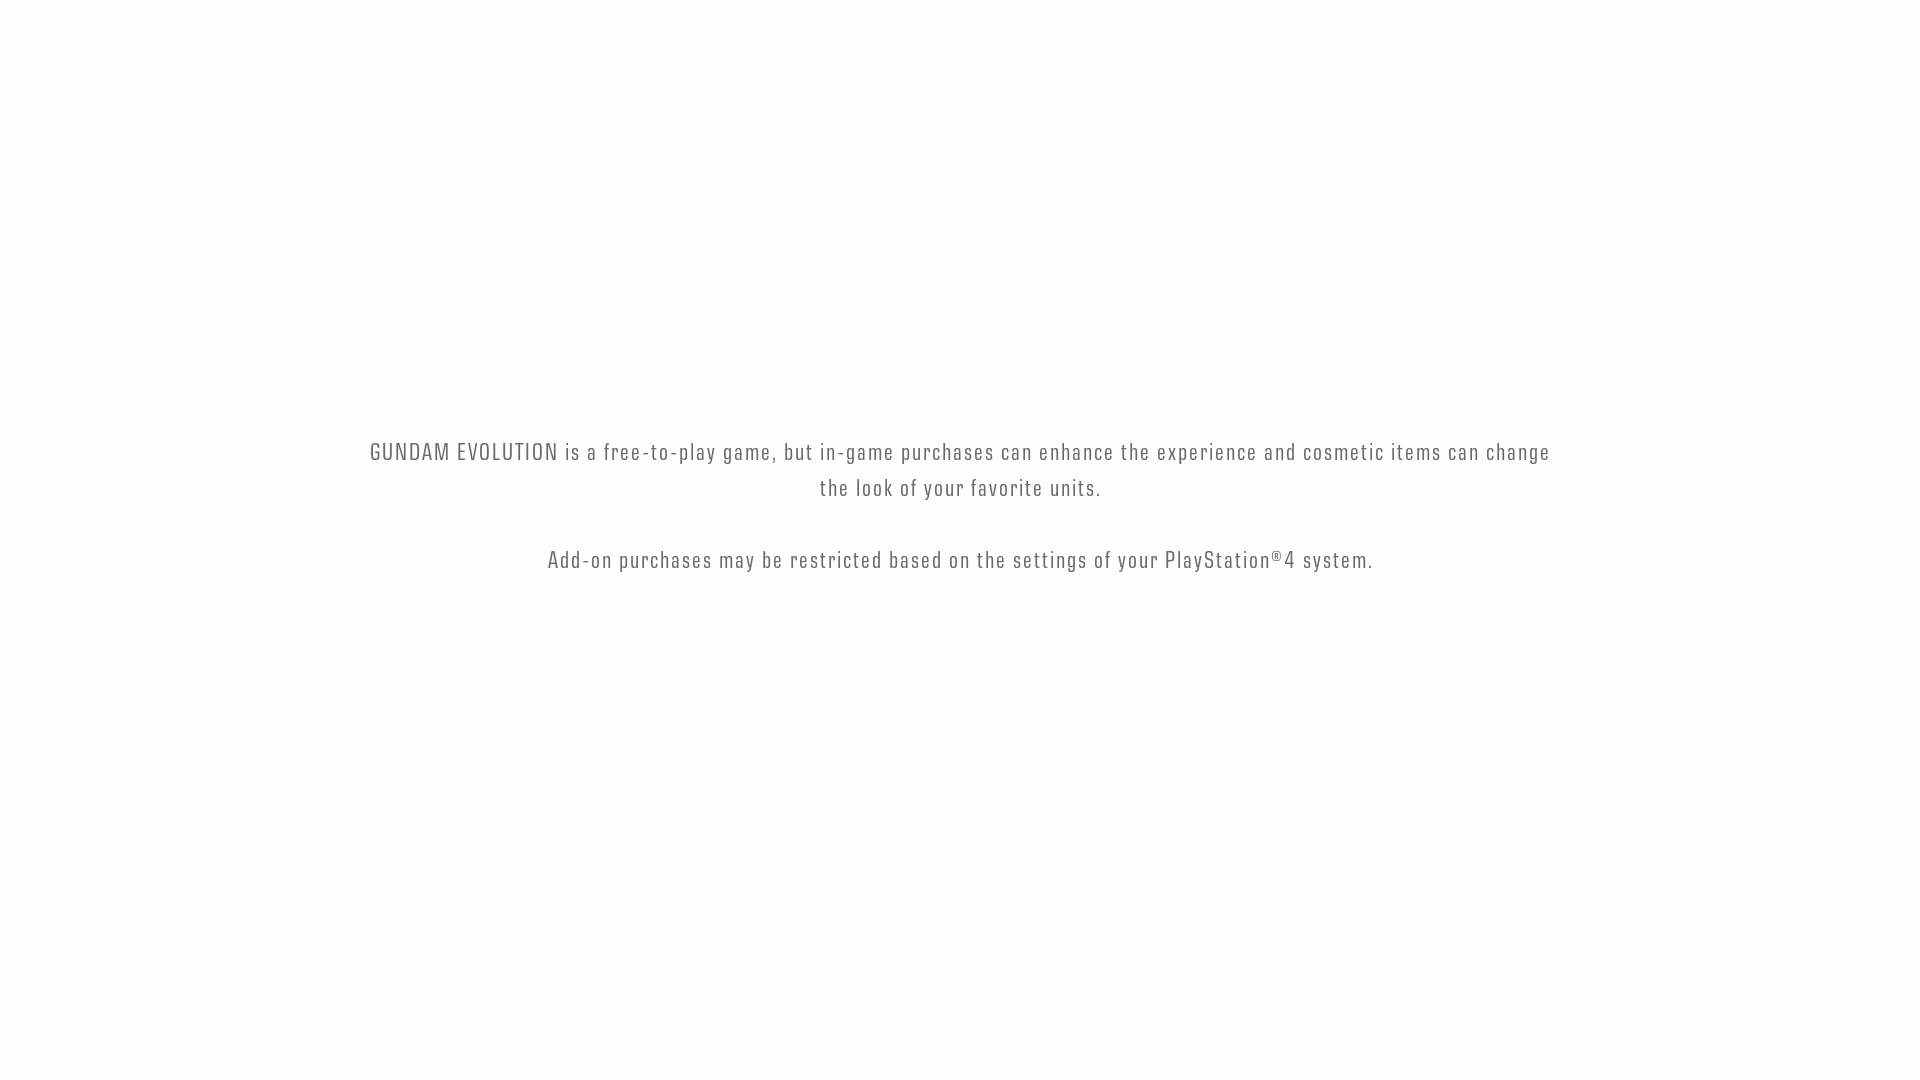 GUNDAM EVOLUTION is a free-to-play game, but in-game purchases can enhance the experience and cosmetic items can change
the look of your favorite units.
Add-on purchases may be restricted based on the settings of your PlayStation®4 system.